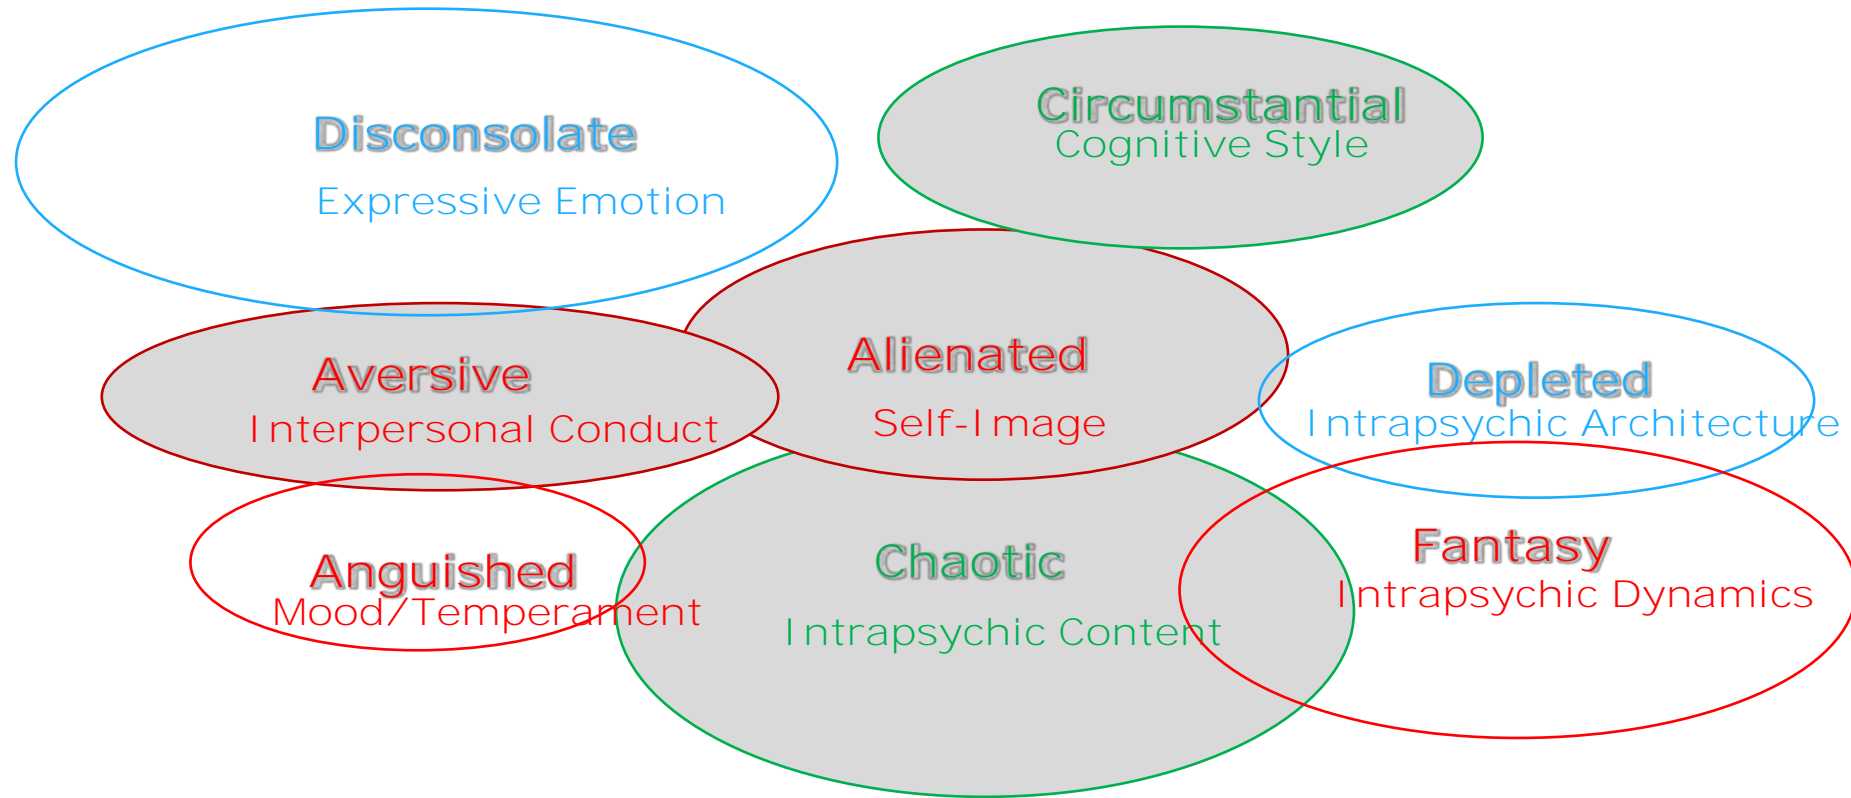 Disconsolate
Expressive Emotion
Circumstantial
Cognitive Style
Aversive
Interpersonal Conduct
Alienated
Self-Image
Depleted
Intrapsychic Architecture
Anguished
Mood/Temperament
Chaotic
Intrapsychic Content
Fantasy
Intrapsychic Dynamics